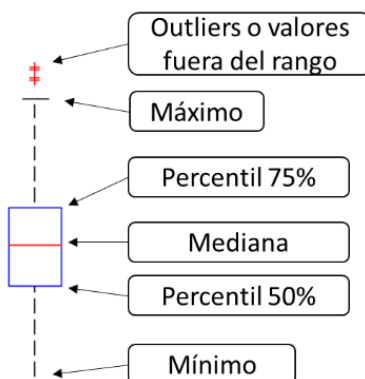 Outliers o valores
fuera del rango
Máximo
Percentil 75%
Mediana
Percentil 50%
Mínimo